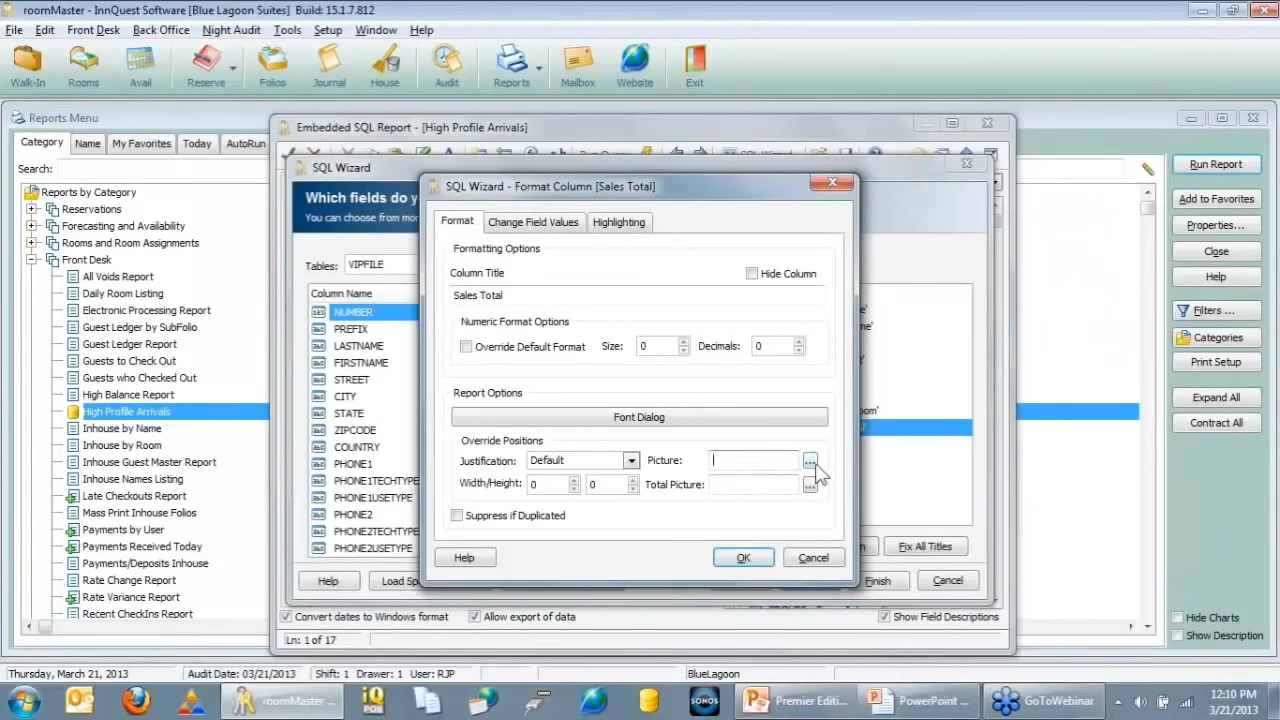 roomMaster - InnQuest Software [Blue Lagoon Suites] Build: 15.1.7.812
File Edit Front Desk Back Office Night Audit Tools Setup Window Help
Walk-In Rooms Avail Reserve Folios Journal House Audit Reports Mailbox Website Exit
Reports Menu
Category Name My Favorites Today AutoRun
Search:
Reports by Category
Reservations
Forecasting and Availability
Rooms and Room Assignments
Front Desk
All Voids Report
Daily Room Listing
Electronic Processing Report
Guest Ledger by SubFolio
Guest Ledger Report
Guests to Check Out
Guests who Checked Out
High Balance Report
High Profile Arrivals
Inhouse by Name
Inhouse by Room
Inhouse Guest Master Report
Inhouse Names Listing
Late Checkouts Report
Mass Print Inhouse Folios
Payments by User
Payments Received Today
Payments/Deposits Inhouse
Rate Change Report
Rate Variance Report
Recent CheckIns Report
Embedded SQL Report - [High Profile Arrivals]
SQL Wizard
Which fields do y
You can choose from mor
Tables: VIPFILE
Column Name
NUMBER
PREFIX
LASTNAME
FIRSTNAME
STREET
CITY
STATE
ZIPCODE
COUNTRY
PHONE1
PHONE1TECHTYPE
PHONE1USETYPE
PHONE2
PHONE2TECHTYPE
PHONE2USETYPE
Help Load Sp
SQL Wizard - Format Column [Sales Total]
Format Change Field Values Highlighting
Formatting Options
Column Title Hide Column
Sales Total
Numeric Format Options
Override Default Format Size: 0 Decimals: 0
Report Options
Font Dialog
Override Positions
Justification: Default Picture: ...
Width/Height: 0 0 Total Picture: ...
Suppress if Duplicated
Help OK Cancel
Fix All Titles
Finish Cancel
Convert dates to Windows format Allow export of data Show Field Descriptions
Ln: 1 of 17
Run Report
Add to Favorites
Properties...
Close
Help
Filters ...
Categories
Print Setup
Expand All
Contract All
Hide Charts
Show Description
Thursday, March 21, 2013 Audit Date: 03/21/2013 Shift: 1 Drawer: 1 User: RJP BlueLagoon
roomMaster ... SONOS Premier Editi... PowerPoint ... GoToWebinar 12:10 PM
3/21/2013